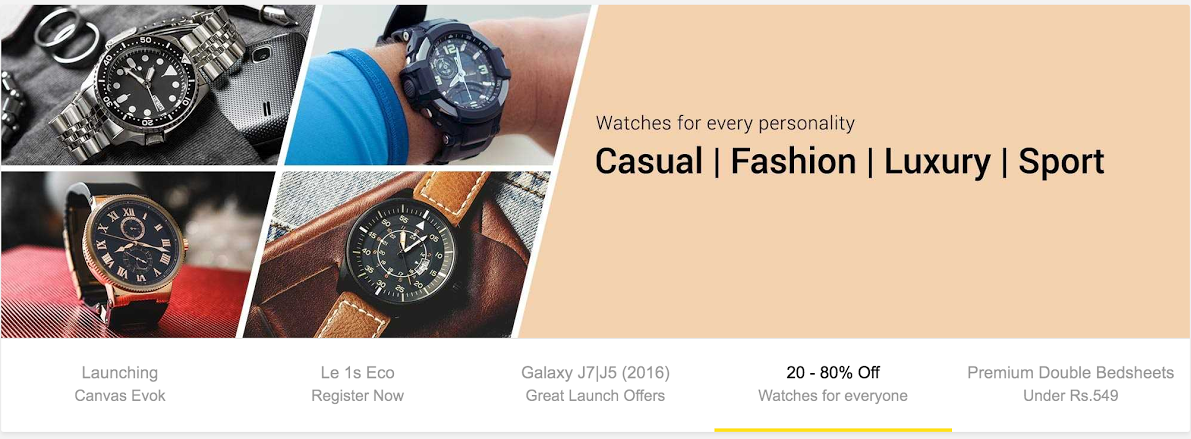 Watches for every personality
Casual | Fashion | Luxury | Sport
Launching
Canvas Evok
Le 1s Eco
Register Now
Galaxy J7|J5 (2016)
Great Launch Offers
20 - 80% Off
Watches for everyone
Premium Double Bedsheets
Under Rs.549